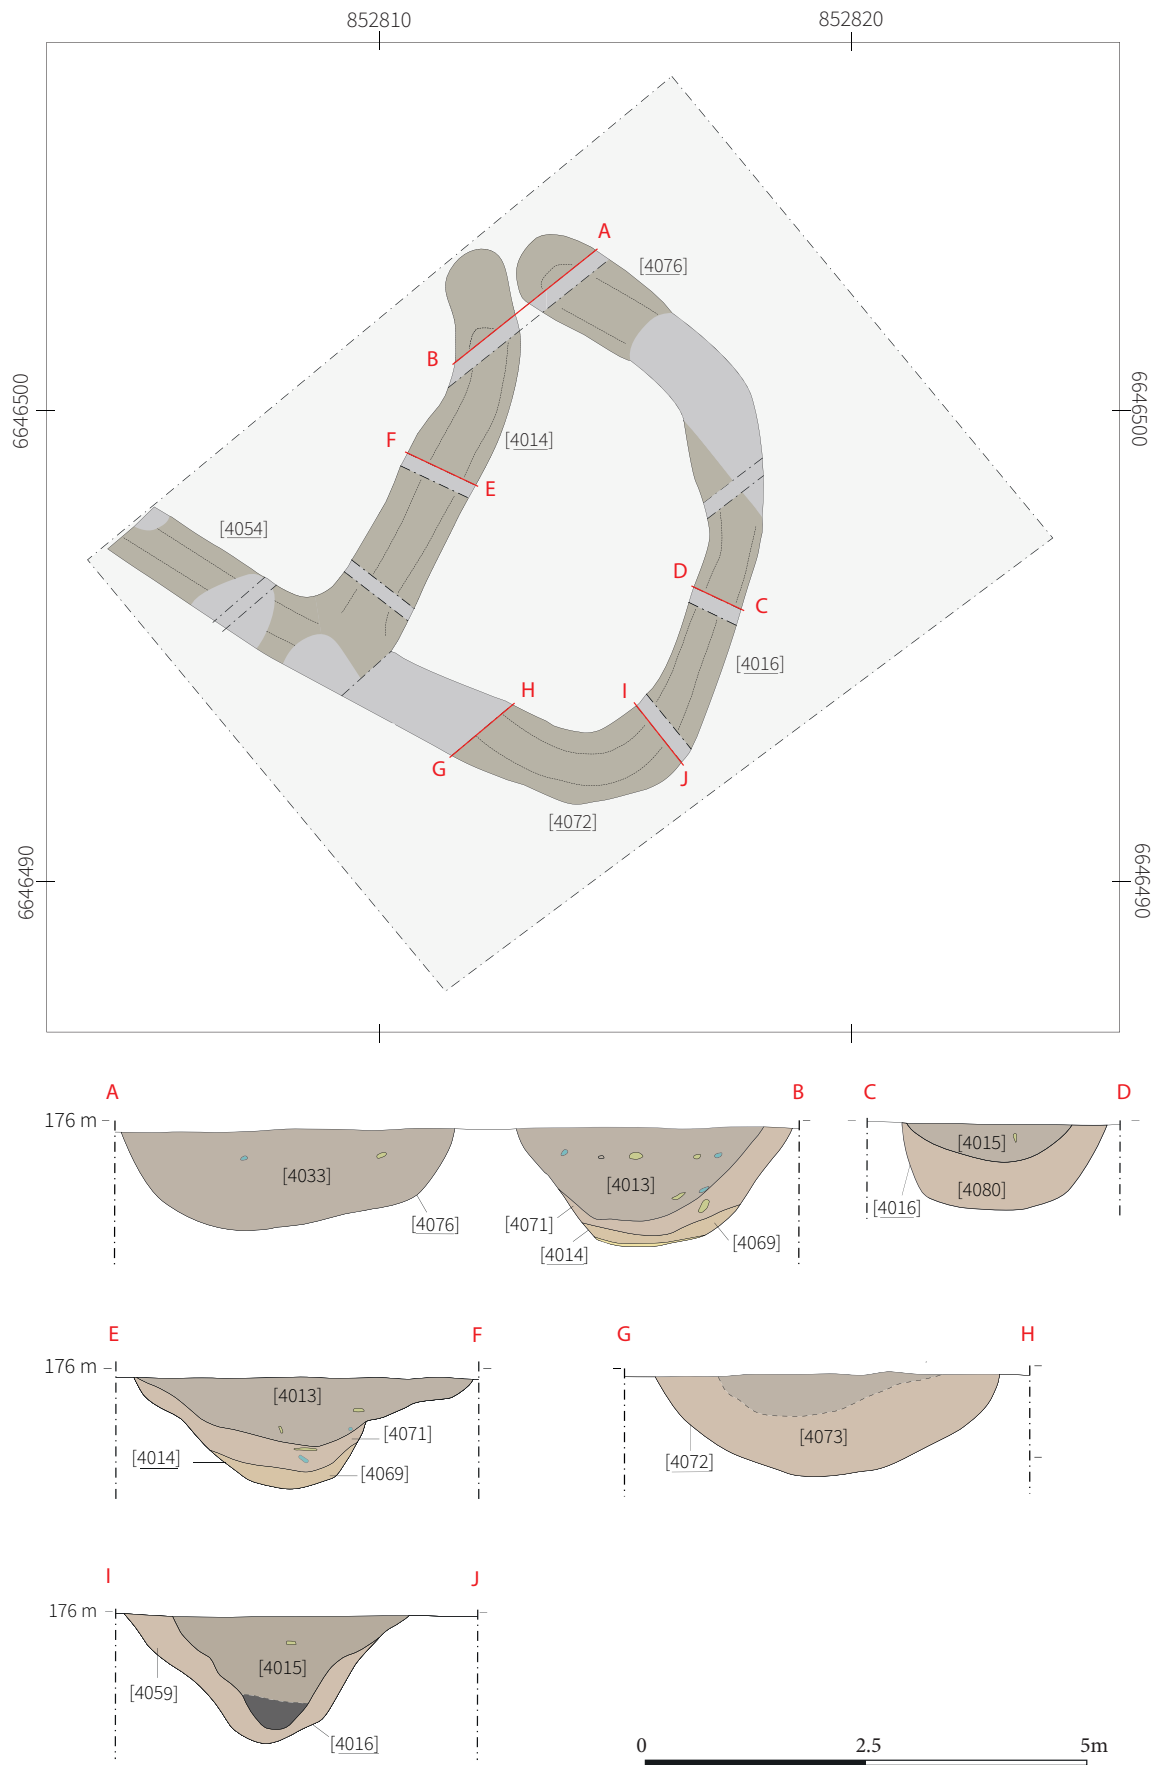 852810 852820
A
[4076]
B
6646500 6646500
F
[4014]
E
[4054]
D
C
[4016]
H I
G
J
[4072]
6646490 6646490
A B C D
176 m
[4033] [4013] [4015]
[4080]
[4076] [4071] [4016]
[4014] [4069]
E F G H
176 m
[4013]
[4071] [4073]
[4014] [4069] [4072]
I J
176 m
[4015]
[4059]
[4016]
0 2.5 5m